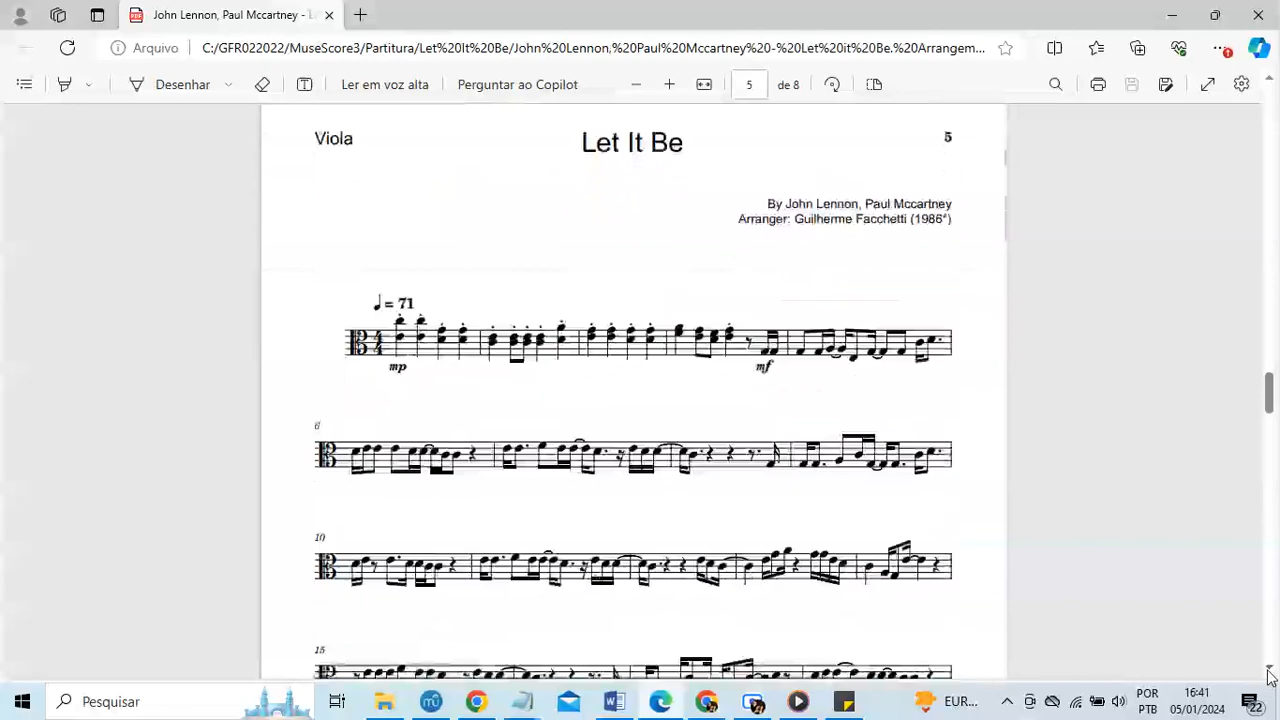 John Lennon, Paul Mccartney - L
Arquivo
C:/GFR022022/MuseScore3/Partitura/Let%20It%20Be/John%20Lennon,%20Paul%20Mccartney%20-%20Let%20it%20Be.%20Arrangem...
Desenhar
Ler em voz alta
Perguntar ao Copilot
5
de 8
Viola
Let It Be
5
By John Lennon, Paul Mccartney
Arranger: Guilherme Facchetti (1986*)
= 71
4
4
mp
mf
6
10
15
Pesquisar
EUR...
POR
PTB
16:41
05/01/2024
22